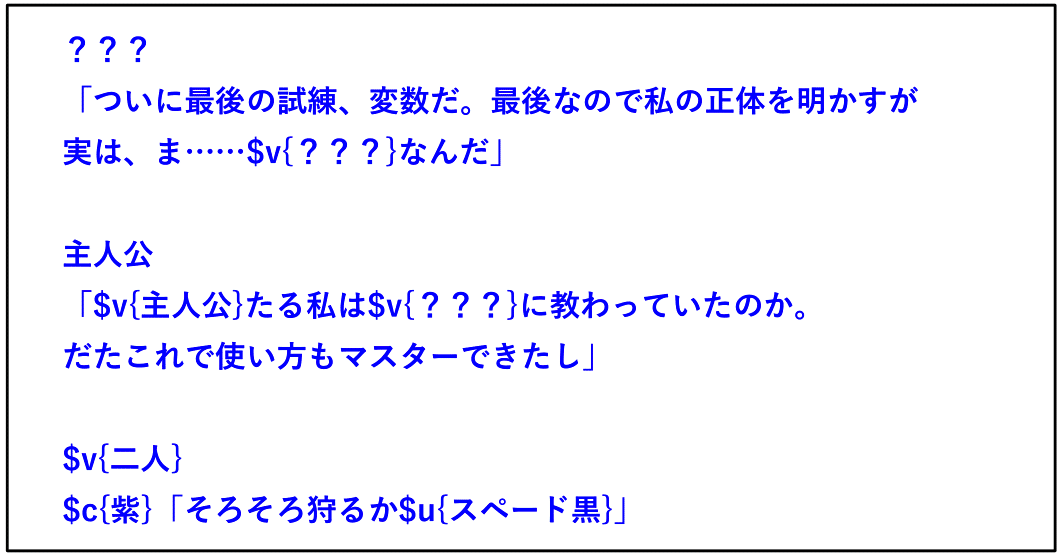 ？？？
「ついに最後の試練、変数だ。最後なので私の正体を明かすが
実は、ま……$v{？？？}なんだ」
主人公
「$v{主人公}たる私は$v{？？？}に教わっていたのか。
だたこれで使い方もマスターできたし」
$v{二人}
$c{紫}「そろそろ狩るか$u{スペード黒}」